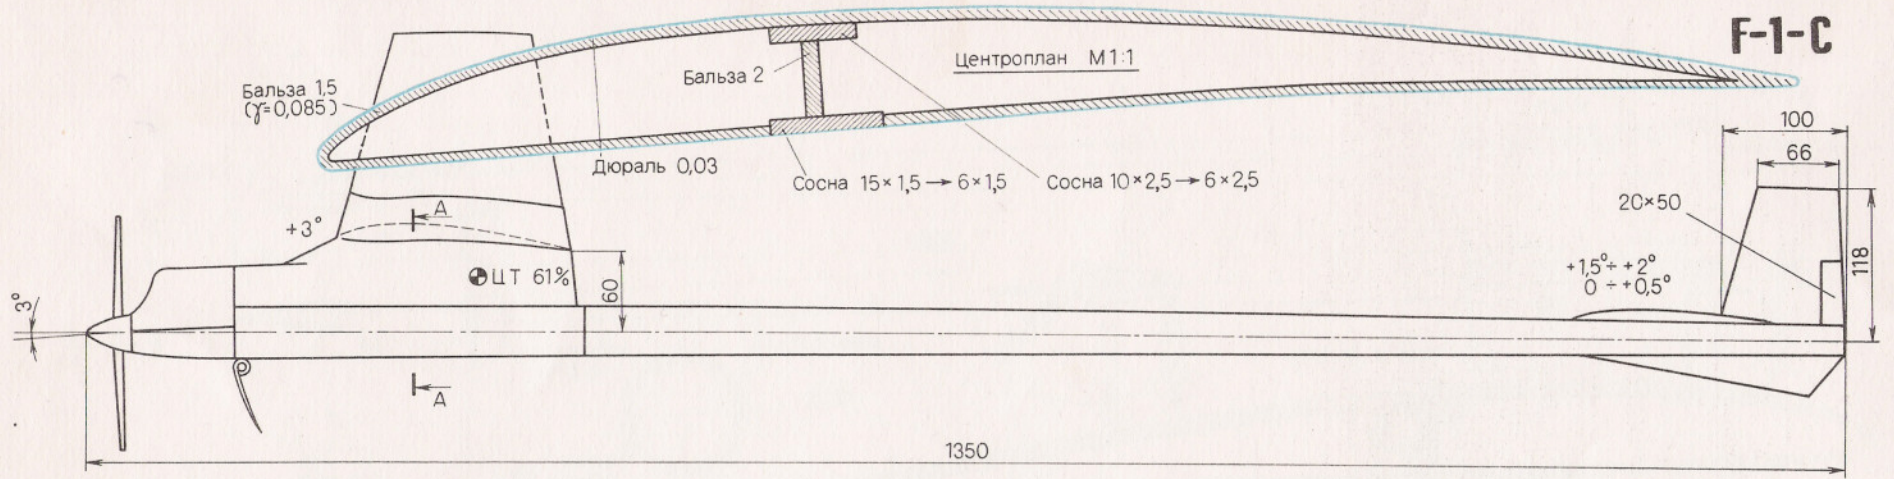 F-1-C
Бальза 1,5
(γ=0,085)
Бальза 2
Центроплан М1:1
Дюраль 0,03
Сосна 15×1,5→6×1,5
Сосна 10×2,5→6×2,5
100
66
20×50
118
+1,5°÷+2°
0÷+0,5°
+3°
А
ЦТ 61%
60
3°
А
1350